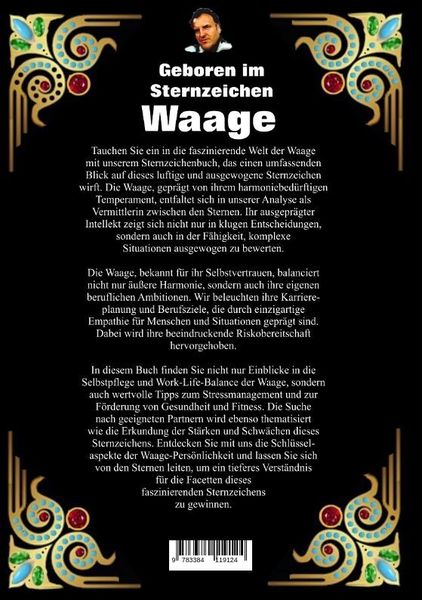 Geboren im
Sternzeichen
Waage
Tauchen Sie ein in die faszinierende Welt der Waage
mit unserem Sternzeichenbuch, das einen umfassenden
Blick auf dieses luftige und ausgewogene Sternzeichen
wirft. Die Waage, geprägt von ihrem harmoniebedürftigen
Temperament, entfaltet sich in unserer Analyse als
Vermittlerin zwischen den Sternen. Ihr ausgeprägter
Intellekt zeigt sich nicht nur in klugen Entscheidungen,
sondern auch in der Fähigkeit, komplexe
Situationen ausgewogen zu bewerten.
Die Waage, bekannt für ihr Selbstvertrauen, balanciert
nicht nur äußere Harmonie, sondern auch ihre eigenen
beruflichen Ambitionen. Wir beleuchten ihre Karriere-
planung und Berufsziele, die durch einzigartige
Empathie für Menschen und Situationen geprägt sind.
Dabei wird ihre beeindruckende Risikobereitschaft
hervorgehoben.
In diesem Buch finden Sie nicht nur Einblicke in die
Selbstpflege und Work-Life-Balance der Waage, sondern
auch wertvolle Tipps zum Stressmanagement und zur
Förderung von Gesundheit und Fitness. Die Suche
nach geeigneten Partnern wird ebenso thematisiert
wie die Erkundung der Stärken und Schwächen dieses
Sternzeichens. Entdecken Sie mit uns die Schlüssel-
aspekte der Waage-Persönlichkeit und lassen Sie sich
von den Sternen leiten, um ein tieferes Verständnis
für die Facetten dieses
faszinierenden Sternzeichens
zu gewinnen.
9 783384 119124